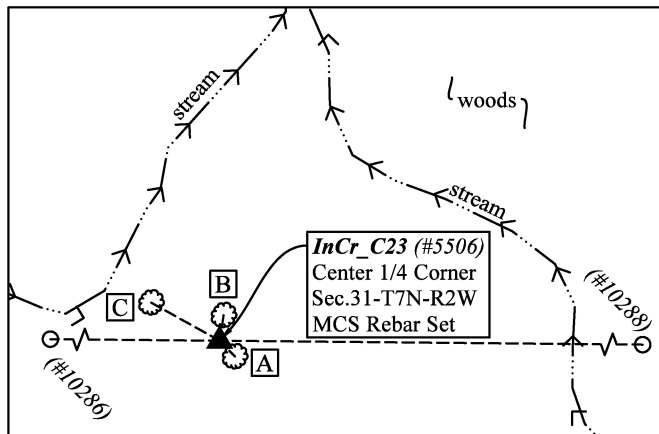 stream
woods
stream
InCr_C23 (#5506)
Center 1/4 Corner
Sec.31-T7N-R2W
MCS Rebar Set
B
C
A
(#10288)
(#10286)